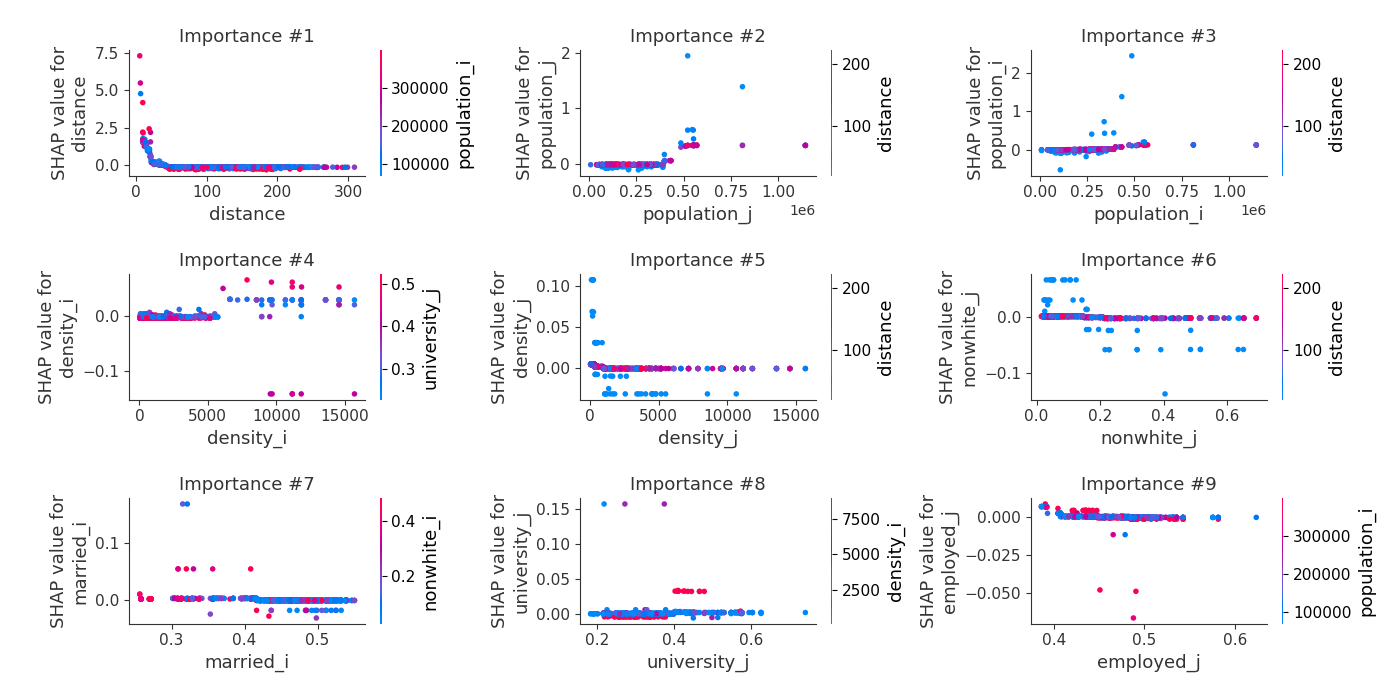 Importance #1
SHAP value for
distance
7.5
5.0
2.5
0.0
0
100
200
300
distance
300000
200000
100000
population_i
Importance #2
SHAP value for
population_j
2
1
0
0.00
0.25
0.50
0.75
1.00
1e6
population_j
200
100
distance
Importance #3
SHAP value for
population_i
2
1
0
0.00
0.25
0.50
0.75
1.00
1e6
population_i
200
100
distance
Importance #4
SHAP value for
density_i
0.0
−0.1
0
5000
10000
15000
density_i
0.5
0.4
0.3
university_j
Importance #5
SHAP value for
density_j
0.10
0.05
0.00
0
5000
10000
15000
density_j
200
100
distance
Importance #6
SHAP value for
nonwhite_j
0.0
−0.1
0.0
0.2
0.4
0.6
nonwhite_j
200
100
distance
Importance #7
SHAP value for
married_i
0.1
0.0
0.3
0.4
0.5
married_i
0.4
0.2
nonwhite_i
Importance #8
SHAP value for
university_j
0.15
0.10
0.05
0.00
0.2
0.4
0.6
university_j
7500
5000
2500
density_i
Importance #9
SHAP value for
employed_j
0.000
−0.025
−0.050
0.4
0.5
0.6
employed_j
300000
200000
100000
population_i